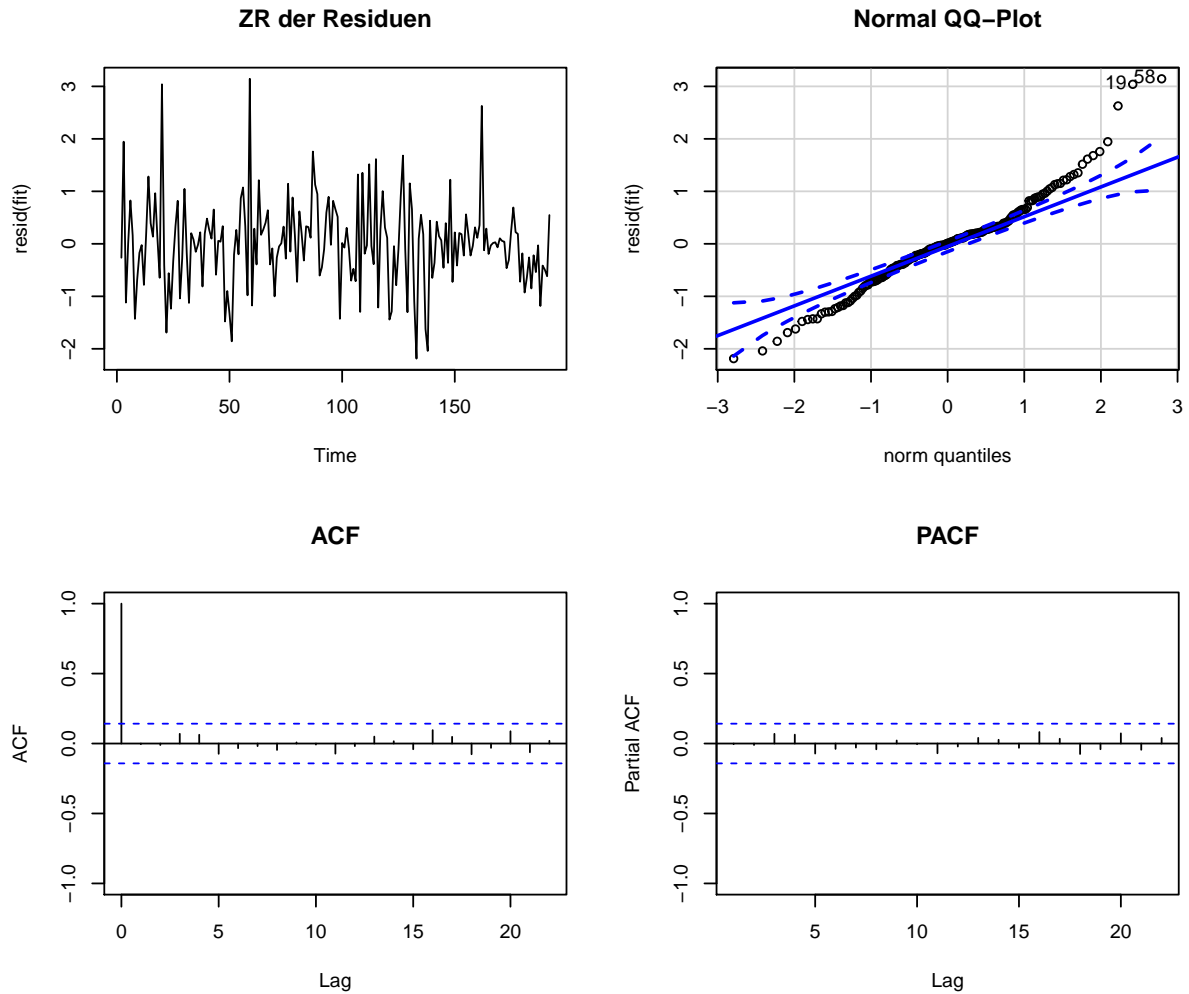 ZR der Residuen
resid(fit)
3
2
1
0
−1
−2
0 50 100 150
Time
Normal QQ−Plot
resid(fit)
3
2
1
0
−1
−2
19 58
−3 −2 −1 0 1 2 3
norm quantiles
ACF
ACF
1.0
0.5
0.0
−0.5
−1.0
0 5 10 15 20
Lag
PACF
Partial ACF
1.0
0.5
0.0
−0.5
−1.0
5 10 15 20
Lag